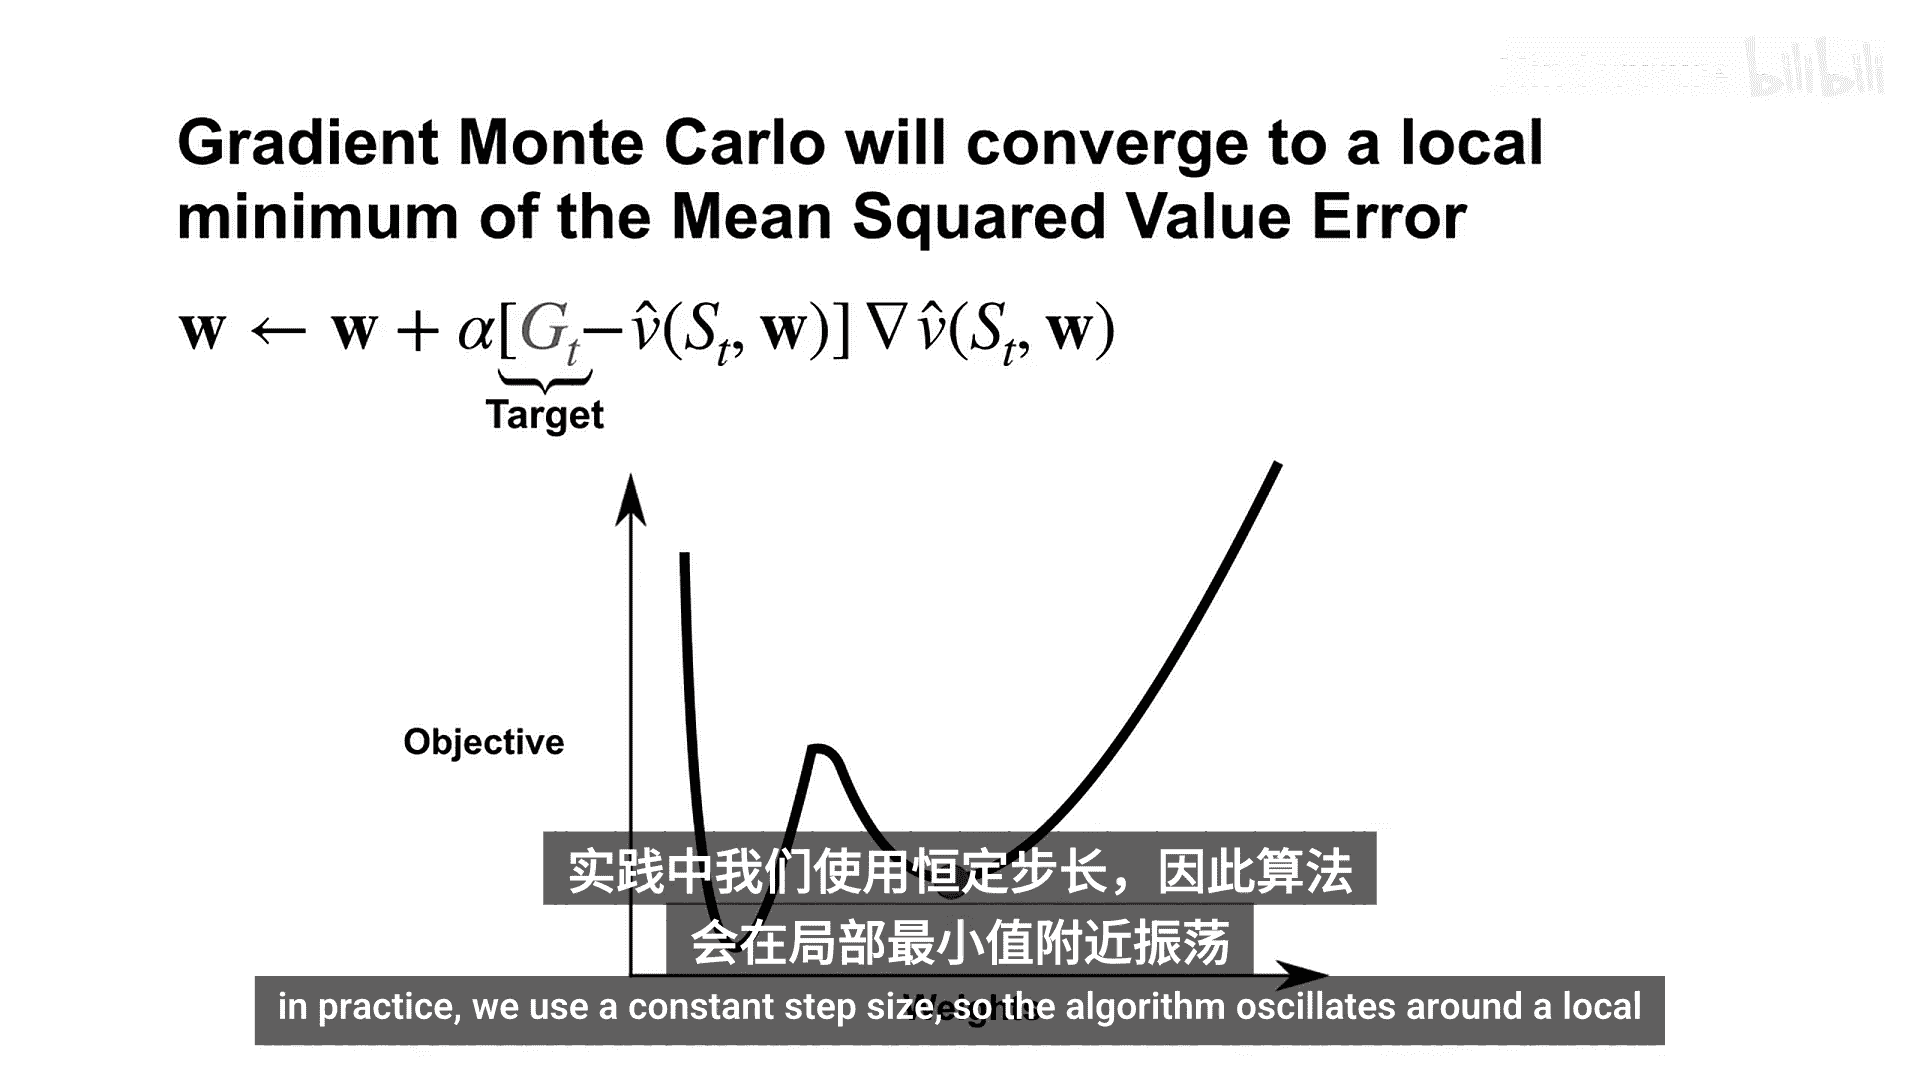 bilibili
Gradient Monte Carlo will converge to a local
minimum of the Mean Squared Value Error
w ← w + α[G_t − v̂(S_t, w)] ∇v̂(S_t, w)
Target
Objective
实践中我们使用恒定步长，因此算法
会在局部最小值附近振荡
Weights
in practice, we use a constant step size, so the algorithm oscillates around a local